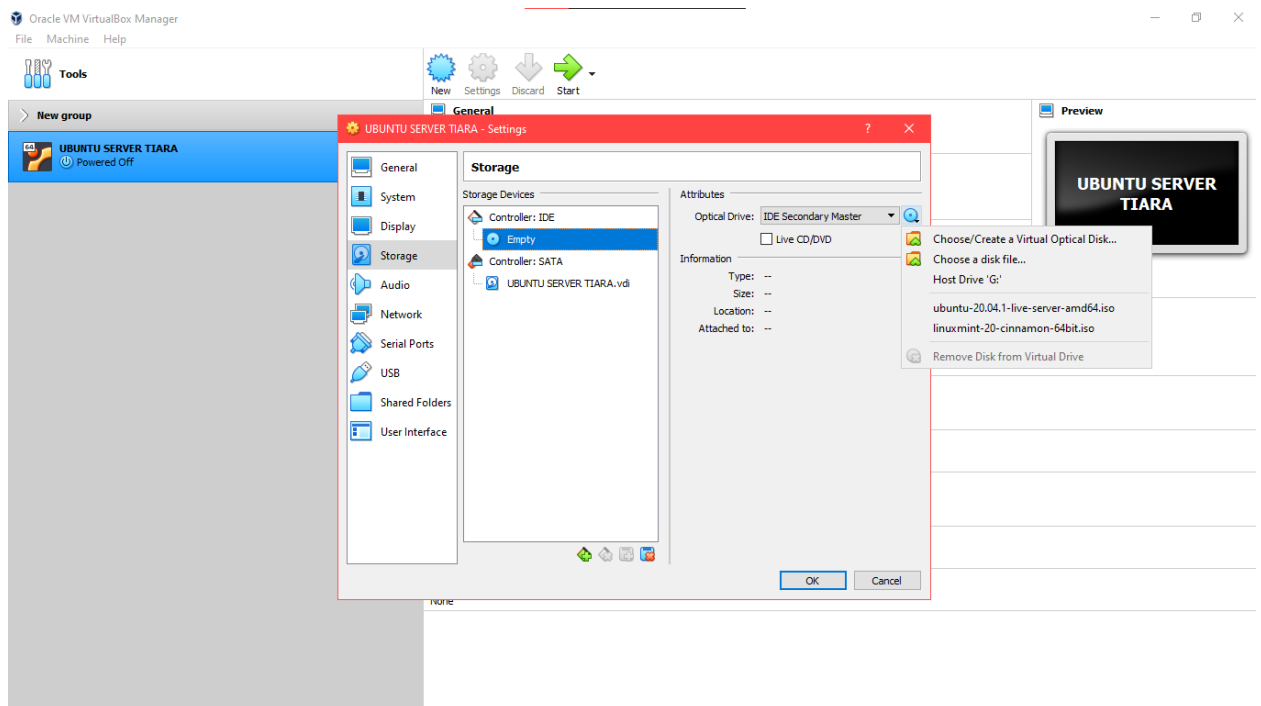 Oracle VM VirtualBox Manager
File Machine Help
Tools
New Settings Discard Start
New group
General
Preview
64
UBUNTU SERVER TIARA
Powered Off
UBUNTU SERVER TIARA - Settings
?
UBUNTU SERVER
TIARA
General
System
Display
Storage
Audio
Network
Serial Ports
USB
Shared Folders
User Interface
Storage
Storage Devices
Controller: IDE
Empty
Controller: SATA
UBUNTU SERVER TIARA.vdi
Attributes
Optical Drive: IDE Secondary Master
Live CD/DVD
Information
Type: --
Size: --
Location: --
Attached to: --
Choose/Create a Virtual Optical Disk...
Choose a disk file...
Host Drive 'G:'
ubuntu-20.04.1-live-server-amd64.iso
linuxmint-20-cinnamon-64bit.iso
Remove Disk from Virtual Drive
OK Cancel
None